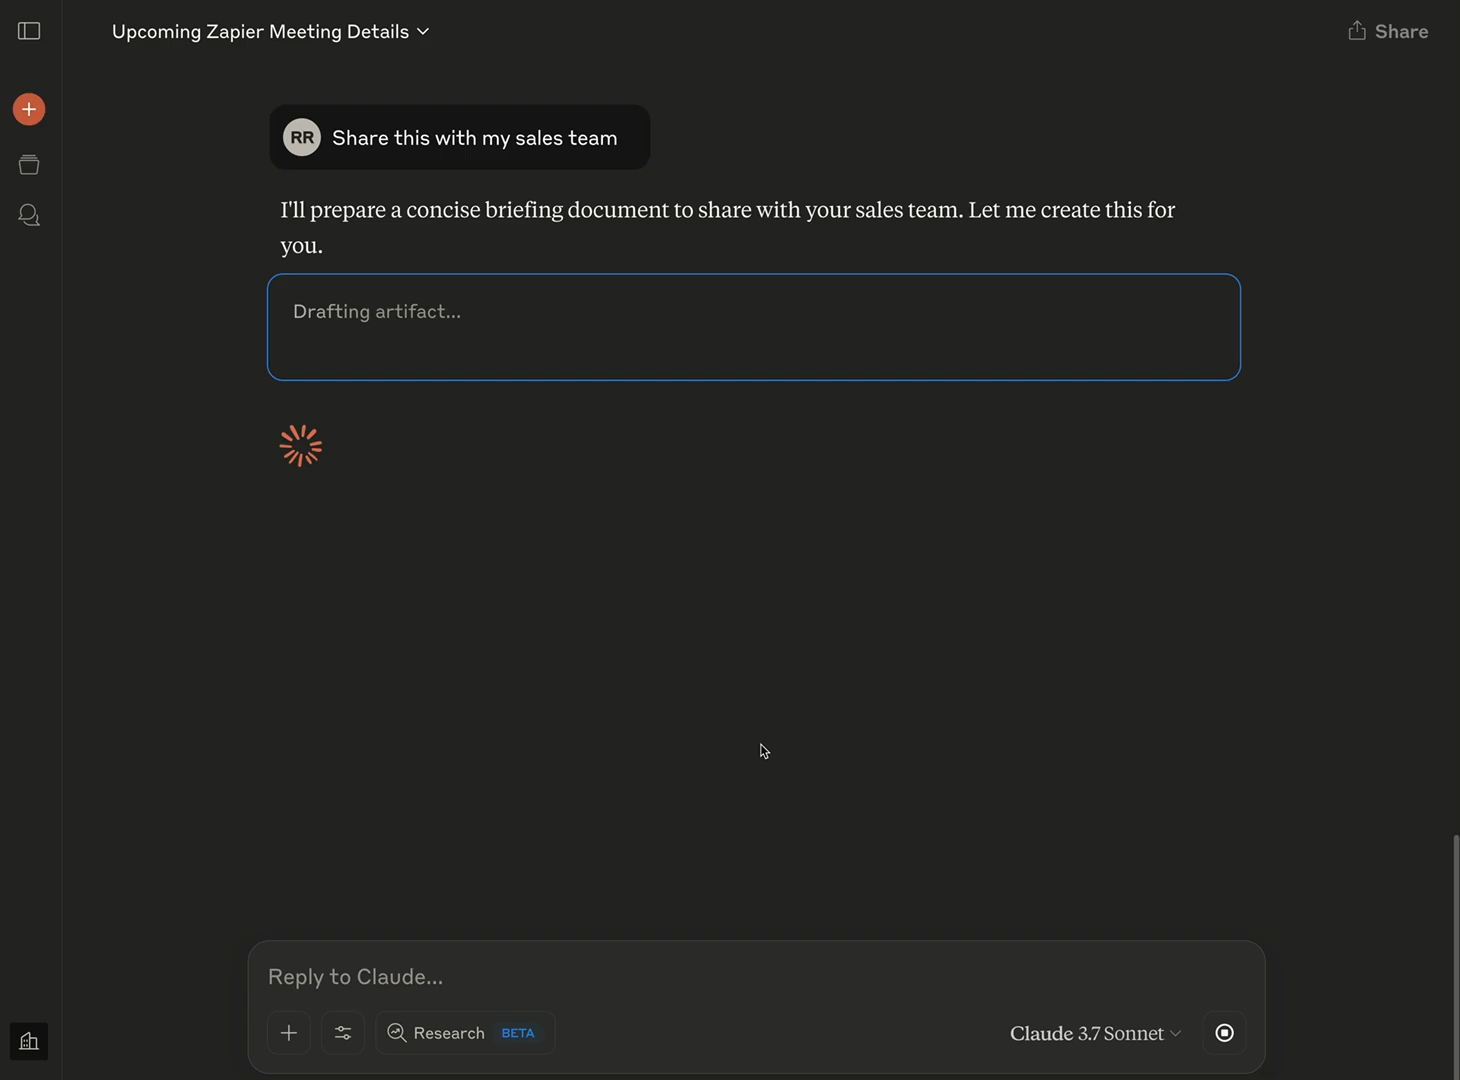 Upcoming Zapier Meeting Details
Share
RR
Share this with my sales team
I'll prepare a concise briefing document to share with your sales team. Let me create this for
you.
Drafting artifact...
Reply to Claude...
Research BETA
Claude 3.7 Sonnet